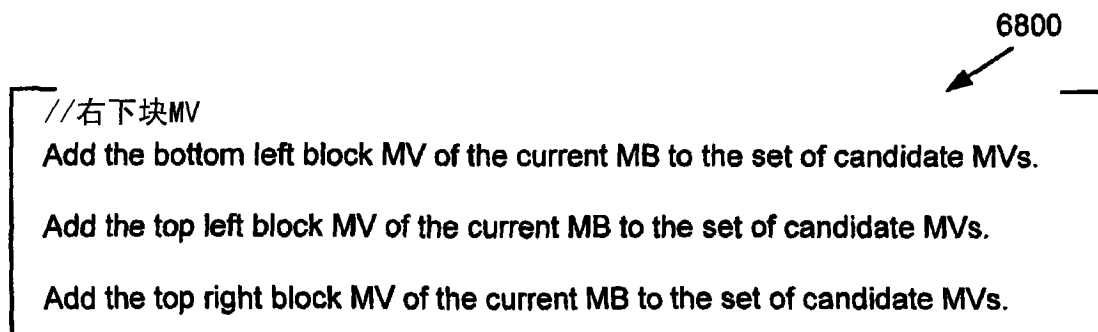 6800
//右下块MV
Add the bottom left block MV of the current MB to the set of candidate MVs.
Add the top left block MV of the current MB to the set of candidate MVs.
Add the top right block MV of the current MB to the set of candidate MVs.